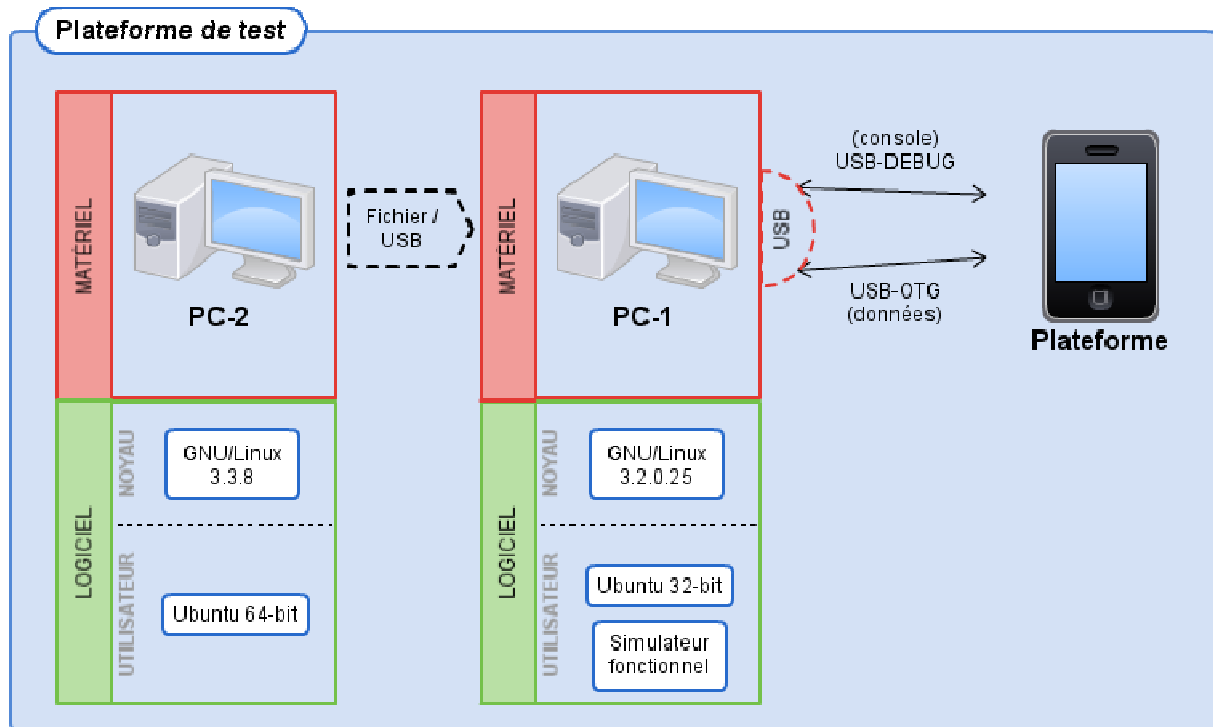 Plateforme de test
MATÉRIEL
PC-2
Fichier /
USB
MATÉRIEL
PC-1
USB
(console)
USB-DEBUG
USB-OTG
(données)
Plateforme
LOGICIEL
NOYAU
GNU/Linux
3.3.8
UTILISATEUR
Ubuntu 64-bit
LOGICIEL
NOYAU
GNU/Linux
3.2.0.25
UTILISATEUR
Ubuntu 32-bit
Simulateur
fonctionnel